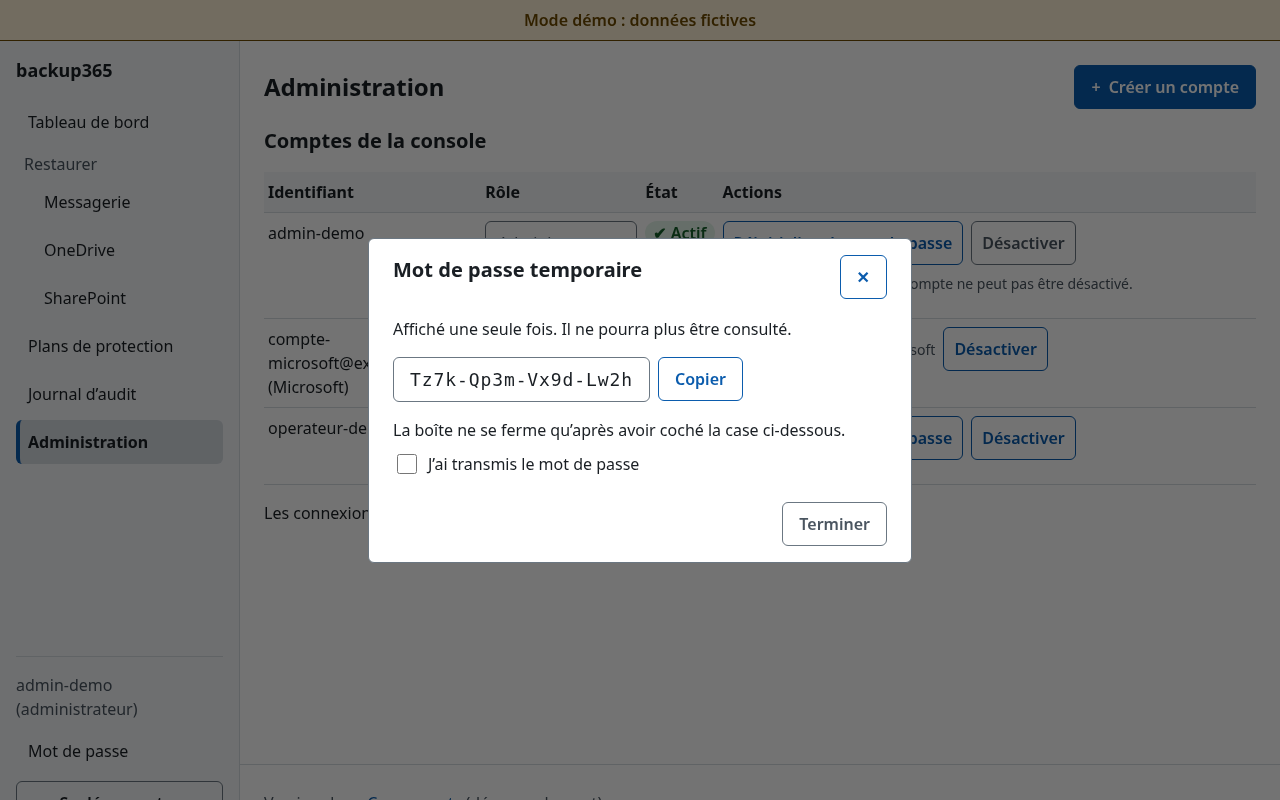 Mode démo : données fictives
backup365
Tableau de bord
Restaurer
Messagerie
OneDrive
SharePoint
Plans de protection
Journal d’audit
Administration
admin-demo
(administrateur)
Mot de passe
Administration
+ Créer un compte
Comptes de la console
Identifiant Rôle État Actions
admin-demo ✔ Actif passe Désactiver
compte ne peut pas être désactivé.
compte-
microsoft@ex
(Microsoft)
Désactiver
operateur-de passe Désactiver
Les connexion
Mot de passe temporaire
×
Affiché une seule fois. Il ne pourra plus être consulté.
Tz7k-Qp3m-Vx9d-Lw2h Copier
La boîte ne se ferme qu’après avoir coché la case ci-dessous.
J’ai transmis le mot de passe
Terminer